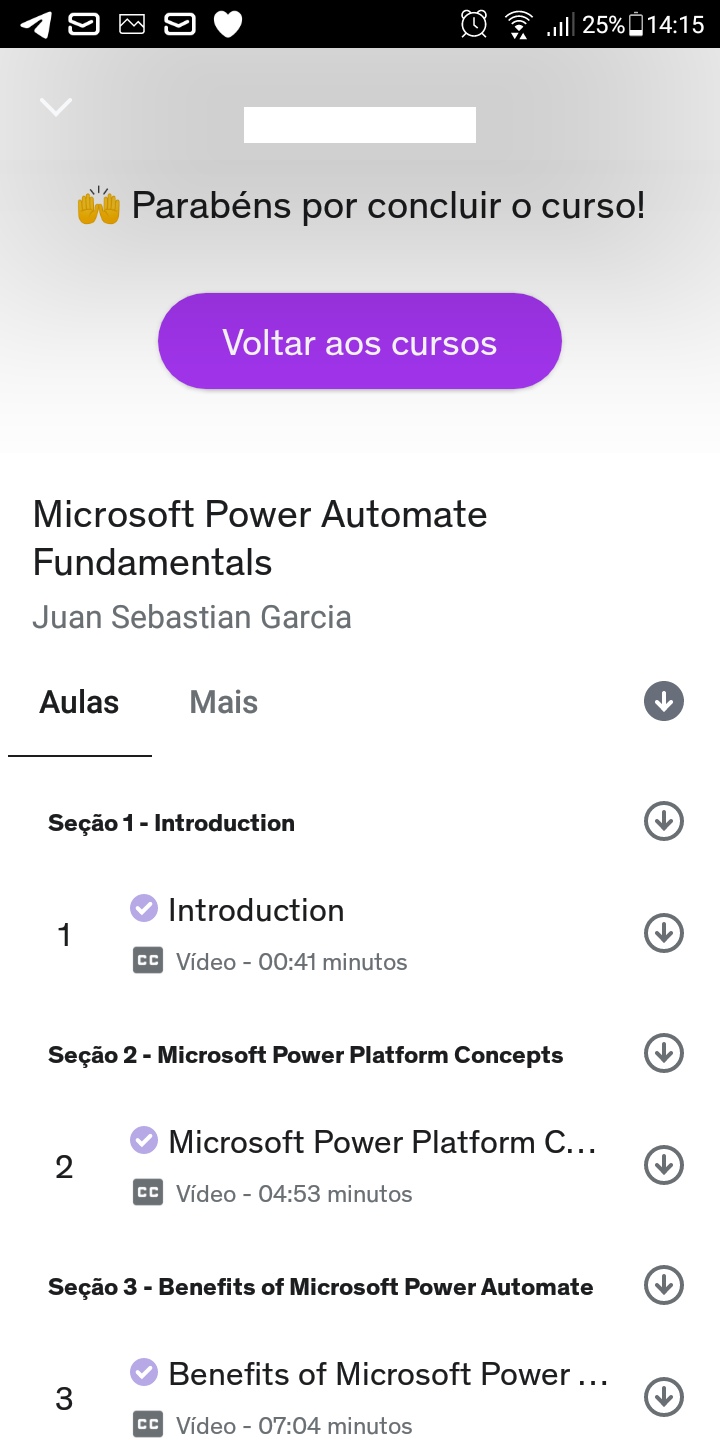 25% 14:15
Parabéns por concluir o curso!
Voltar aos cursos
Microsoft Power Automate
Fundamentals
Juan Sebastian Garcia
Aulas Mais
Seção 1 - Introduction
1 Introduction
CC Vídeo - 00:41 minutos
Seção 2 - Microsoft Power Platform Concepts
2 Microsoft Power Platform C...
CC Vídeo - 04:53 minutos
Seção 3 - Benefits of Microsoft Power Automate
3 Benefits of Microsoft Power ...
CC Vídeo - 07:04 minutos